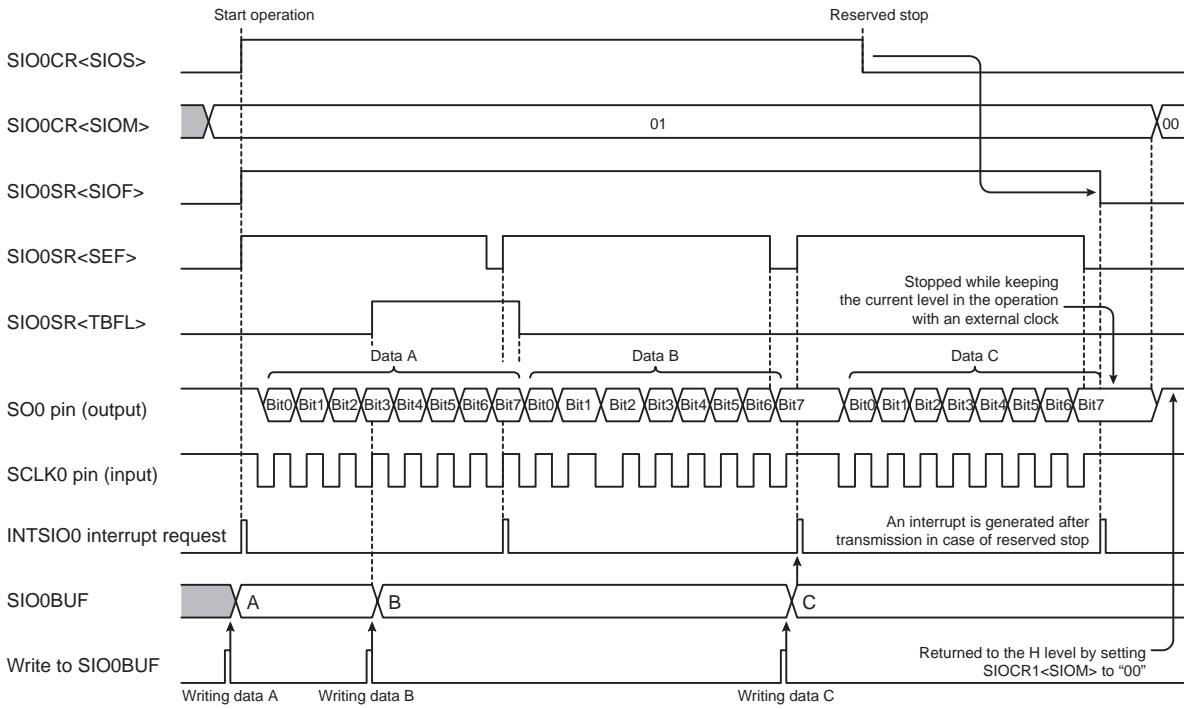 Start operation
Reserved stop
SIO0CR<SIOS>
SIO0CR<SIOM>
01
00
SIO0SR<SIOF>
SIO0SR<SEF>
Stopped while keeping
the current level in the operation
with an external clock
SIO0SR<TBFL>
Data A
Data B
Data C
SO0 pin (output)
Bit0 Bit1 Bit2 Bit3 Bit4 Bit5 Bit6 Bit7 Bit0 Bit1 Bit2 Bit3 Bit4 Bit5 Bit6 Bit7 Bit0 Bit1 Bit2 Bit3 Bit4 Bit5 Bit6 Bit7
SCLK0 pin (input)
INTSIO0 interrupt request
An interrupt is generated after
transmission in case of reserved stop
SIO0BUF
A
B
C
Write to SIO0BUF
Returned to the H level by setting
SIOCR1<SIOM> to “00”
Writing data A
Writing data B
Writing data C